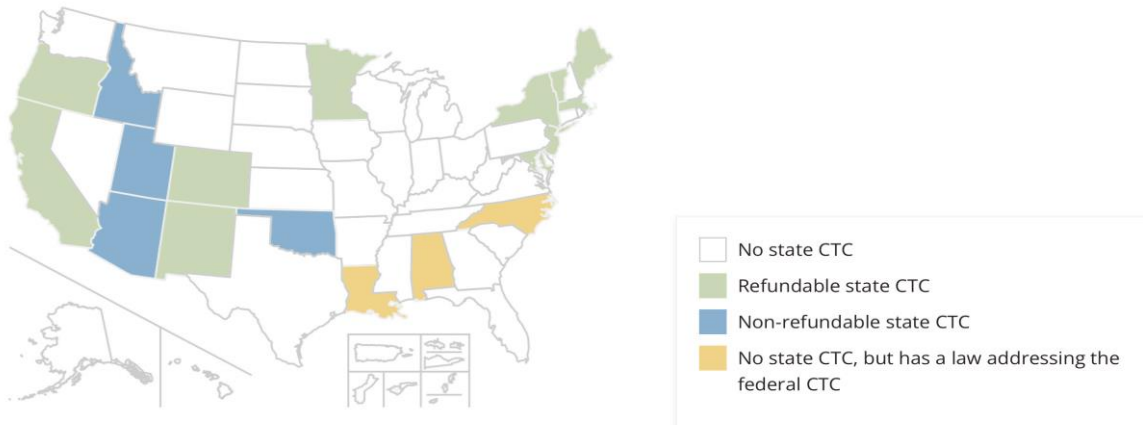 No state CTC
Refundable state CTC
Non-refundable state CTC
No state CTC, but has a law addressing the
federal CTC